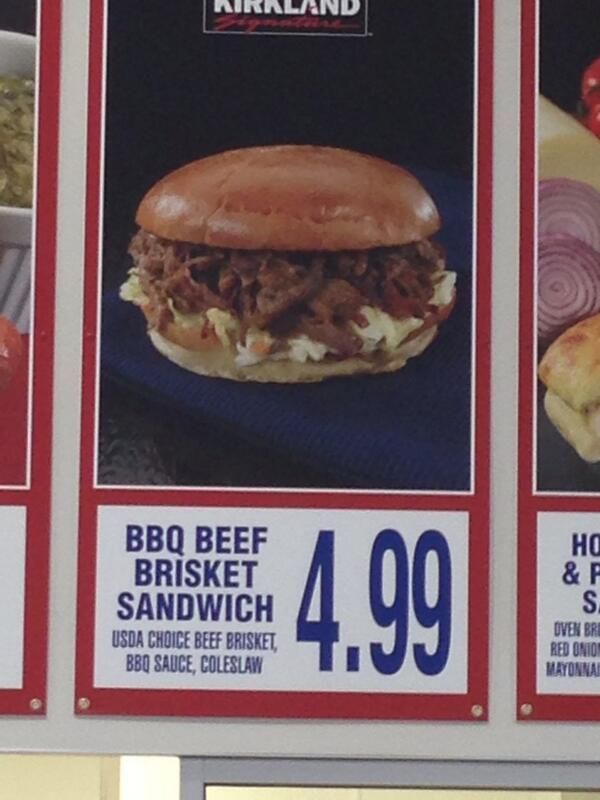 KIRKLAND
Signature
BBQ BEEF
BRISKET
SANDWICH
USDA CHOICE BEEF BRISKET,
BBQ SAUCE, COLESLAW
4.99
HO
& P
S
OVEN BR
RED ONIO
MAYONNA